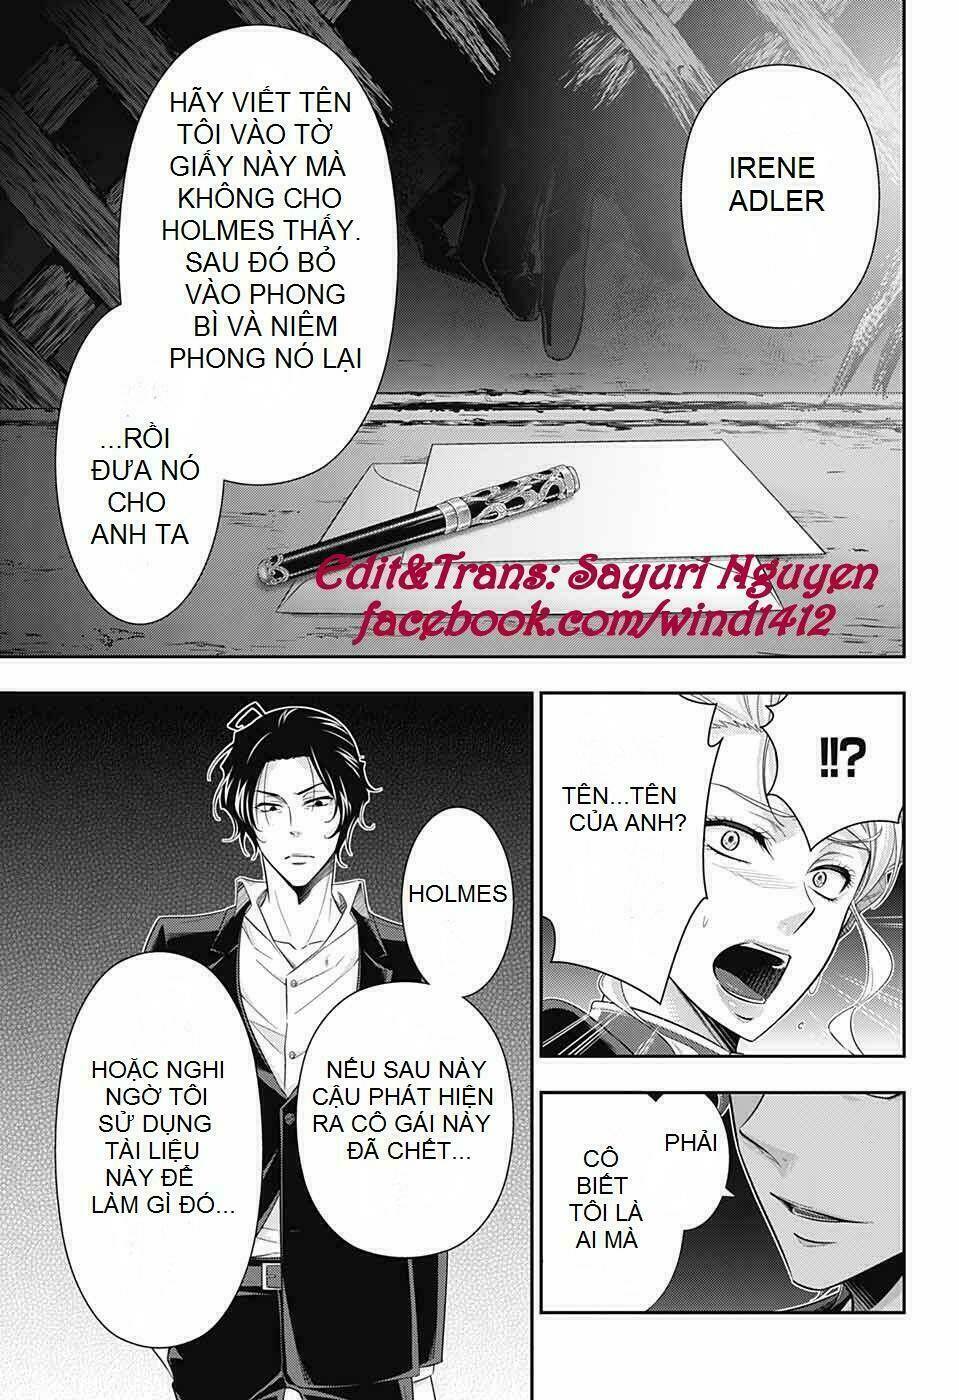 IRENE
ADLER
HÃY VIẾT TÊN
TÔI VÀO TỜ
GIẤY NÀY MÀ
KHÔNG CHO
HOLMES THẤY.
SAU ĐÓ BỎ
VÀO PHONG
BÌ VÀ NIÊM
PHONG NÓ LẠI
...RỒI
ĐƯA NÓ
CHO
ANH TA
Edit&Trans: Sayuri Nguyen
facebook.com/wind1412
!!?
TÊN...TÊN
CỦA ANH?
PHẢI
CÔ
BIẾT
TÔI LÀ
AI MÀ
HOLMES
NẾU SAU NÀY
CẬU PHÁT HIỆN
RA CÔ GÁI NÀY
ĐÃ CHẾT...
HOẶC NGHI
NGỜ TÔI
SỬ DỤNG
TÀI LIỆU
NÀY ĐỂ
LÀM GÌ ĐÓ...